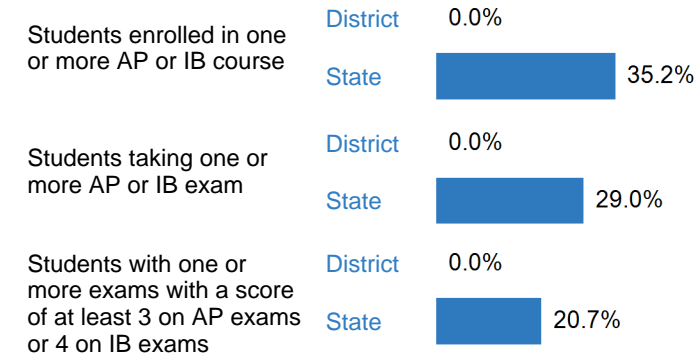 Students enrolled in one
or more AP or IB course
District 0.0%
State 35.2%
Students taking one or
more AP or IB exam
District 0.0%
State 29.0%
Students with one or
more exams with a score
of at least 3 on AP exams
or 4 on IB exams
District 0.0%
State 20.7%